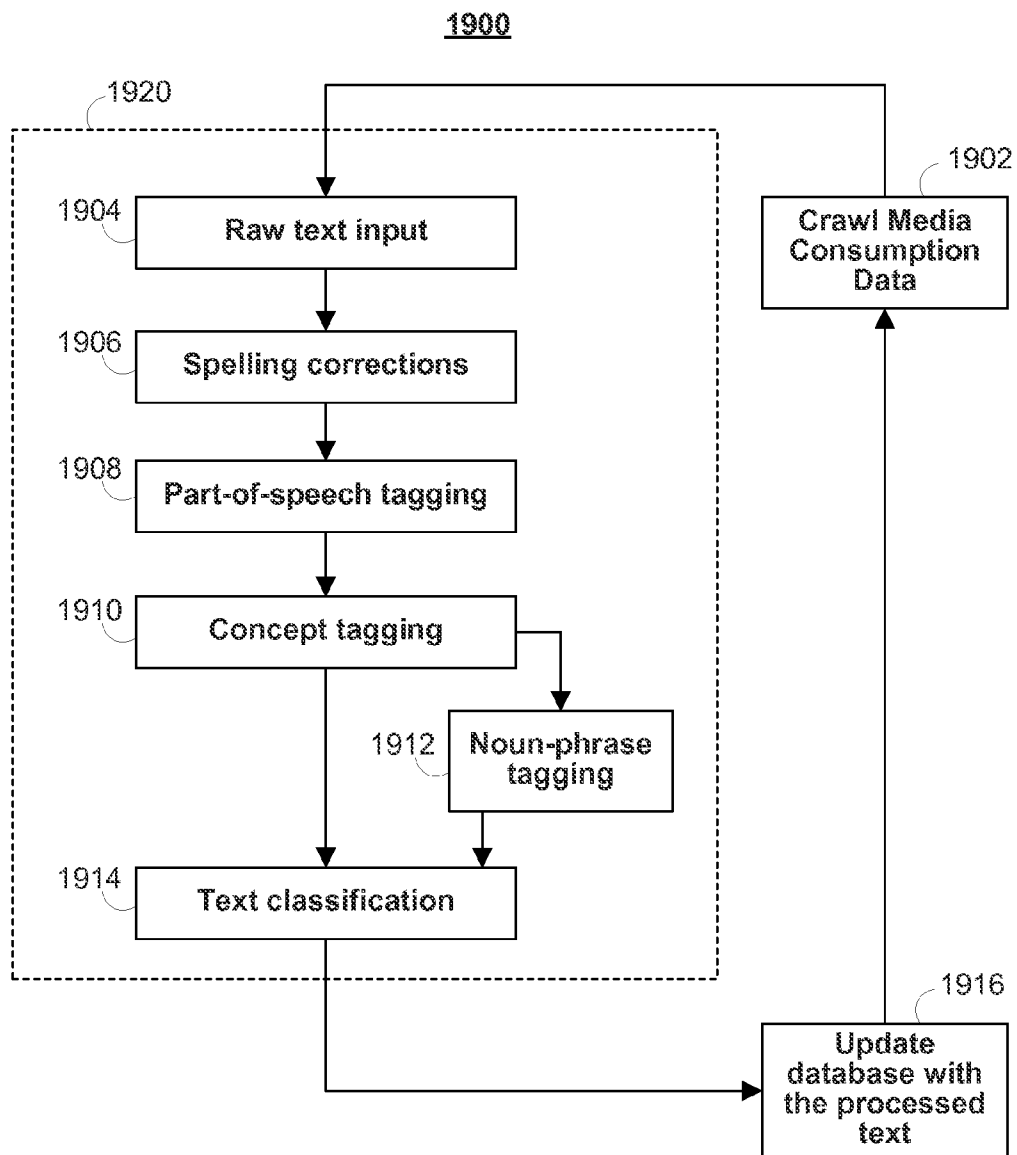 1900
1920
1902
1904
Raw text input
Crawl Media
Consumption
Data
1906
Spelling corrections
1908
Part-of-speech tagging
1910
Concept tagging
1912
Noun-phrase
tagging
1914
Text classification
1916
Update
database with
the processed
text